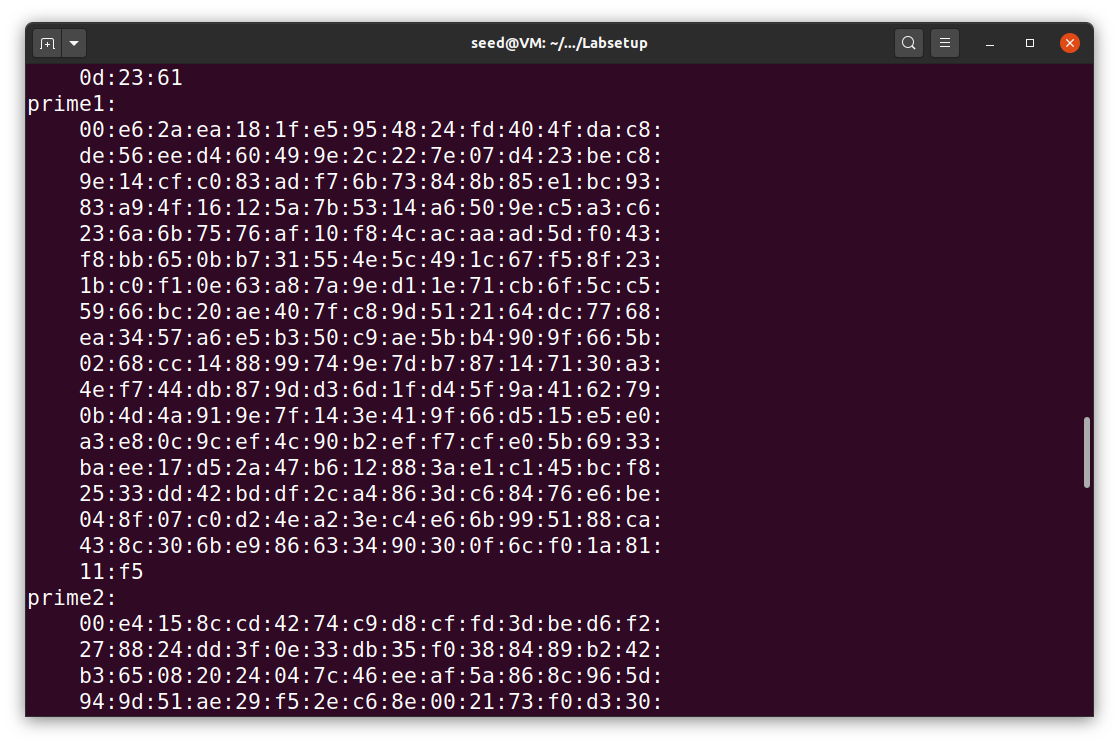 seed@VM: ~/.../Labsetup
0d:23:61
prime1:
00:e6:2a:ea:18:1f:e5:95:48:24:fd:40:4f:da:c8:
de:56:ee:d4:60:49:9e:2c:22:7e:07:d4:23:be:c8:
9e:14:cf:c0:83:ad:f7:6b:73:84:8b:85:e1:bc:93:
83:a9:4f:16:12:5a:7b:53:14:a6:50:9e:c5:a3:c6:
23:6a:6b:75:76:af:10:f8:4c:ac:aa:ad:5d:f0:43:
f8:bb:65:0b:b7:31:55:4e:5c:49:1c:67:f5:8f:23:
1b:c0:f1:0e:63:a8:7a:9e:d1:1e:71:cb:6f:5c:c5:
59:66:bc:20:ae:40:7f:c8:9d:51:21:64:dc:77:68:
ea:34:57:a6:e5:b3:50:c9:ae:5b:b4:90:9f:66:5b:
02:68:cc:14:88:99:74:9e:7d:b7:87:14:71:30:a3:
4e:f7:44:db:87:9d:d3:6d:1f:d4:5f:9a:41:62:79:
0b:4d:4a:91:9e:7f:14:3e:41:9f:66:d5:15:e5:e0:
a3:e8:0c:9c:ef:4c:90:b2:ef:f7:cf:e0:5b:69:33:
ba:ee:17:d5:2a:47:b6:12:88:3a:e1:c1:45:bc:f8:
25:33:dd:42:bd:df:2c:a4:86:3d:c6:84:76:e6:be:
04:8f:07:c0:d2:4e:a2:3e:c4:e6:6b:99:51:88:ca:
43:8c:30:6b:e9:86:63:34:90:30:0f:6c:f0:1a:81:
11:f5
prime2:
00:e4:15:8c:cd:42:74:c9:d8:cf:fd:3d:be:d6:f2:
27:88:24:dd:3f:0e:33:db:35:f0:38:84:89:b2:42:
b3:65:08:20:24:04:7c:46:ee:af:5a:86:8c:96:5d:
94:9d:51:ae:29:f5:2e:c6:8e:00:21:73:f0:d3:30: